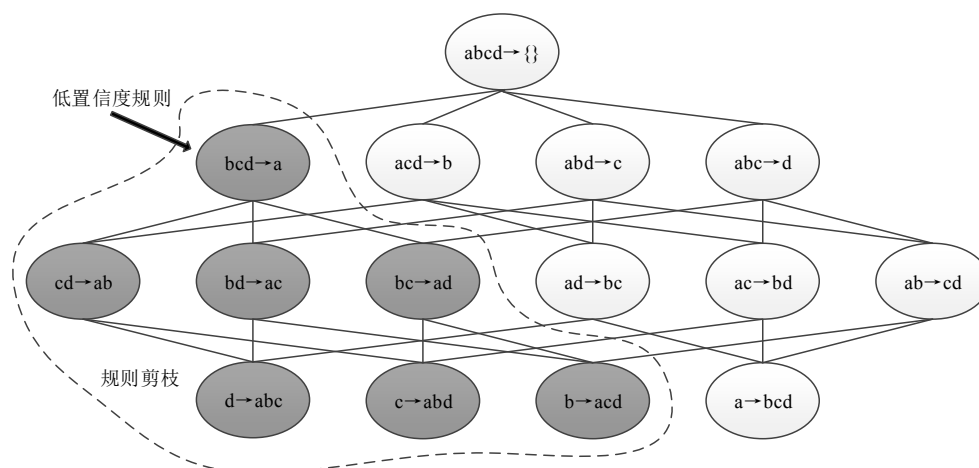 abcd→{}
低置信度规则
bcd→a
acd→b
abd→c
abc→d
cd→ab
bd→ac
bc→ad
ad→bc
ac→bd
ab→cd
规则剪枝
d→abc
c→abd
b→acd
a→bcd